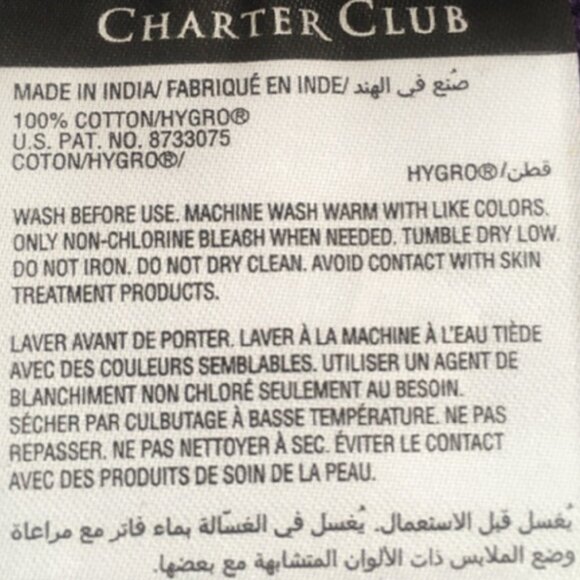 CHARTER CLUB
MADE IN INDIA/ FABRIQUÉ EN INDE/ صُنع في الهند
100% COTTON/HYGRO®
U.S. PAT. NO. 8733075
COTON/HYGRO®/
HYGRO®/قطن
WASH BEFORE USE. MACHINE WASH WARM WITH LIKE COLORS.
ONLY NON-CHLORINE BLEACH WHEN NEEDED. TUMBLE DRY LOW.
DO NOT IRON. DO NOT DRY CLEAN. AVOID CONTACT WITH SKIN
TREATMENT PRODUCTS.
LAVER AVANT DE PORTER. LAVER À LA MACHINE À L'EAU TIÈDE
AVEC DES COULEURS SEMBLABLES. UTILISER UN AGENT DE
BLANCHIMENT NON CHLORÉ SEULEMENT AU BESOIN.
SÉCHER PAR CULBUTAGE À BASSE TEMPÉRATURE. NE PAS
REPASSER. NE PAS NETTOYER À SEC. ÉVITER LE CONTACT
AVEC DES PRODUITS DE SOIN DE LA PEAU.
يُغسل قبل الاستعمال. يُغسل في الغسّالة بماء فاتر مع مراعاة
وضع الملابس ذات الألوان المتشابهة مع بعضها.